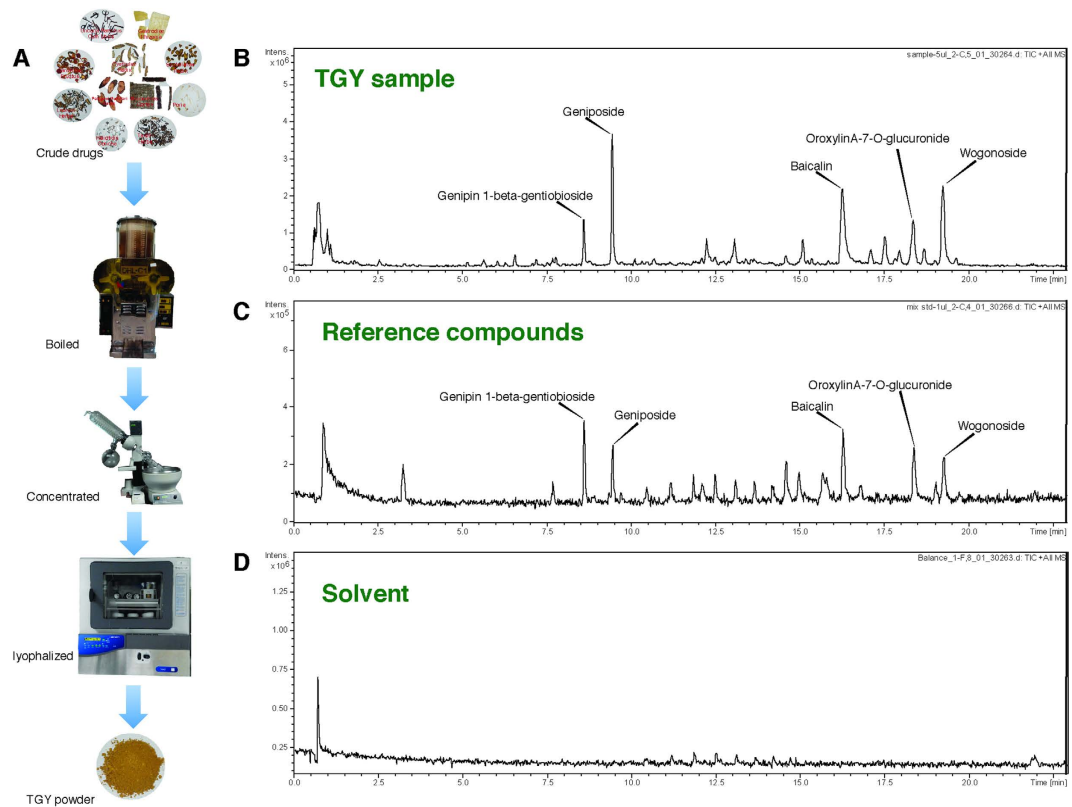 A
Crude drugs
Boiled
Concentrated
lyophalized
TGY powder
B
Intens.
x10⁶
sample-5ul_2-C,5_01_30264.d: TIC +All MS
TGY sample
Geniposide
Genipin 1-beta-gentiobioside
OroxylinA-7-O-glucuronide
Baicalin
Wogonoside
5
4
3
2
1
0
0.0 2.5 5.0 7.5 10.0 12.5 15.0 17.5 20.0 Time [min]
C
Intens.
x10⁵
mix std-1ul_2-C,4_01_30266.d: TIC +All MS
Reference compounds
Genipin 1-beta-gentiobioside
Geniposide
OroxylinA-7-O-glucuronide
Baicalin
Wogonoside
6
4
2
0
0.0 2.5 5.0 7.5 10.0 12.5 15.0 17.5 20.0 Time [min]
D
Intens.
x10⁶
Balance_1-F,8_01_30263.d: TIC +All MS
Solvent
1.25
1.00
0.75
0.50
0.25
0.0 2.5 5.0 7.5 10.0 12.5 15.0 17.5 20.0 Time [min]